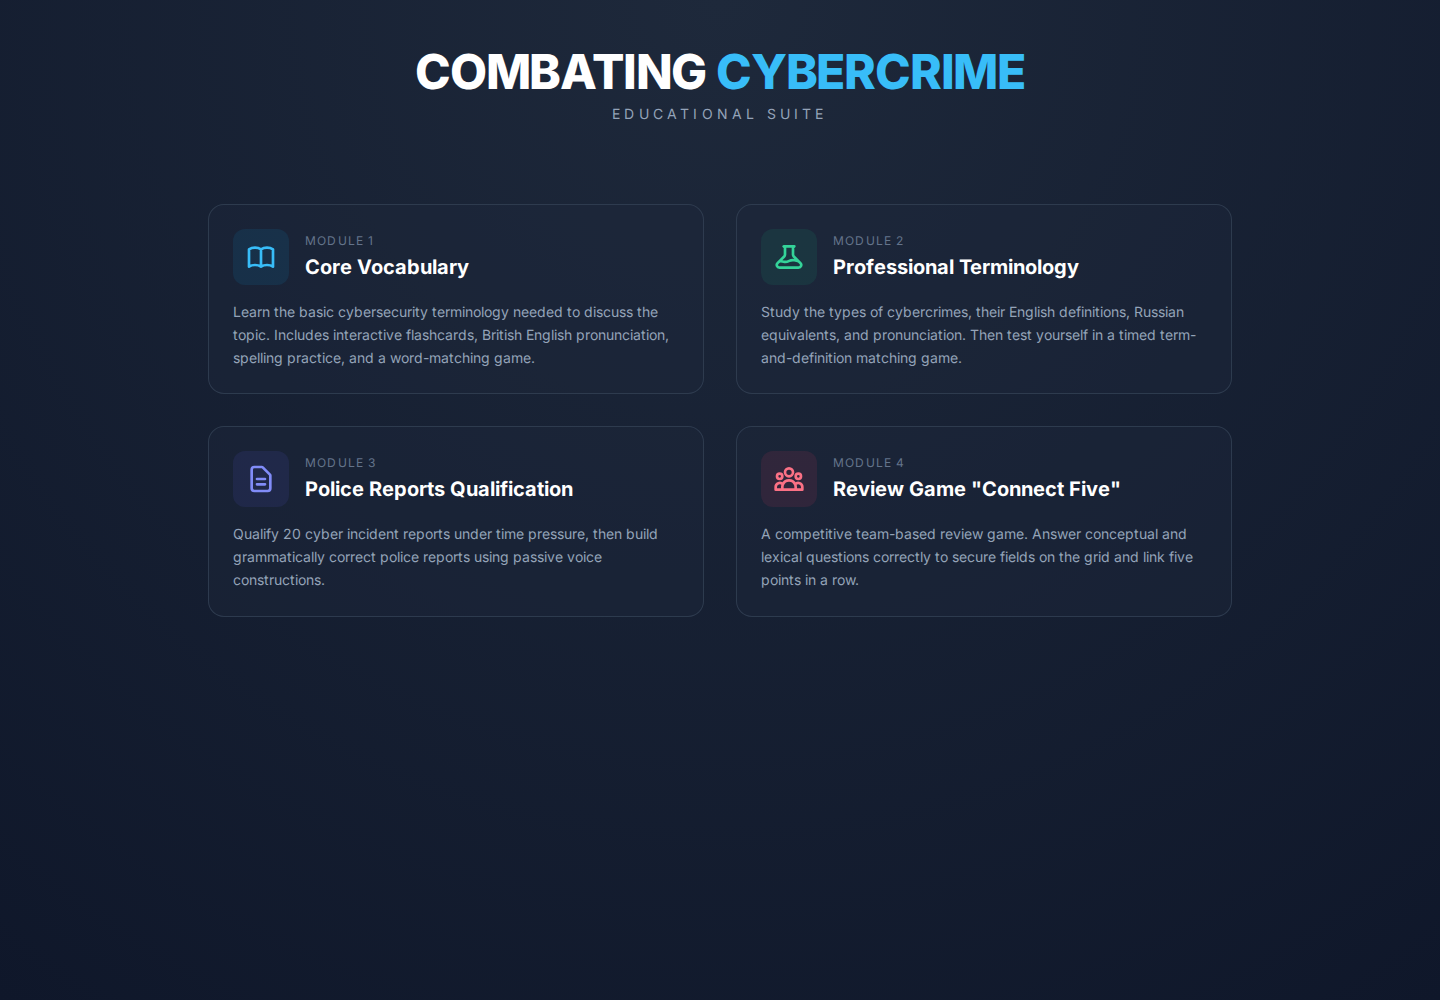 COMBATING CYBERCRIME
EDUCATIONAL SUITE
MODULE 1
Core Vocabulary
Learn the basic cybersecurity terminology needed to discuss the
topic. Includes interactive flashcards, British English pronunciation,
spelling practice, and a word-matching game.
MODULE 2
Professional Terminology
Study the types of cybercrimes, their English definitions, Russian
equivalents, and pronunciation. Then test yourself in a timed term-
and-definition matching game.
MODULE 3
Police Reports Qualification
Qualify 20 cyber incident reports under time pressure, then build
grammatically correct police reports using passive voice
constructions.
MODULE 4
Review Game "Connect Five"
A competitive team-based review game. Answer conceptual and
lexical questions correctly to secure fields on the grid and link five
points in a row.